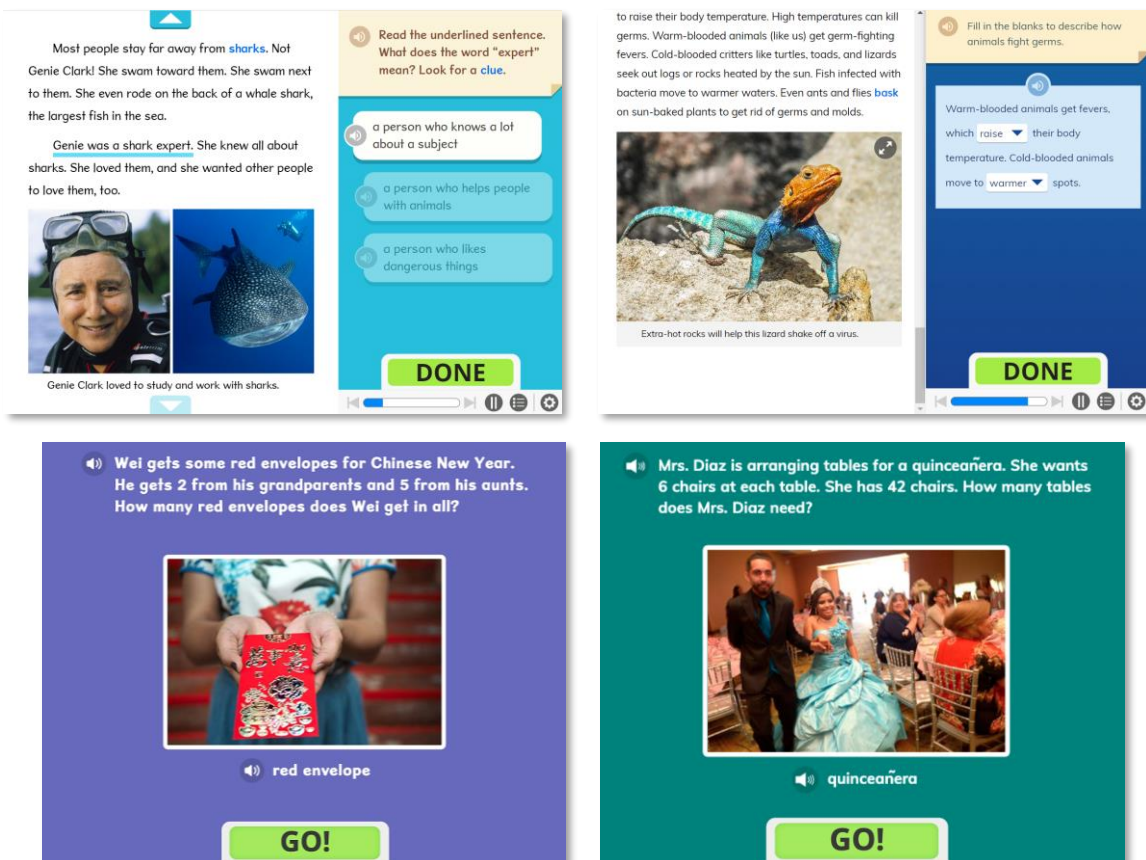 Most people stay far away from sharks. Not
Genie Clark! She swam toward them. She swam next
to them. She even rode on the back of a whale shark,
the largest fish in the sea.
Genie was a shark expert. She knew all about
sharks. She loved them, and she wanted other people
to love them, too.
Genie Clark loved to study and work with sharks.
Read the underlined sentence.
What does the word "expert"
mean? Look for a clue.
a person who knows a lot
about a subject
a person who helps people
with animals
a person who likes
dangerous things
DONE
to raise their body temperature. High temperatures can kill
germs. Warm-blooded animals (like us) get germ-fighting
fevers. Cold-blooded critters like turtles, toads, and lizards
seek out logs or rocks heated by the sun. Fish infected with
bacteria move to warmer waters. Even ants and flies bask
on sun-baked plants to get rid of germs and molds.
Extra-hot rocks will help this lizard shake off a virus.
Fill in the blanks to describe how
animals fight germs.
Warm-blooded animals get fevers,
which raise their body
temperature. Cold-blooded animals
move to warmer spots.
DONE
Wei gets some red envelopes for Chinese New Year.
He gets 2 from his grandparents and 5 from his aunts.
How many red envelopes does Wei get in all?
red envelope
GO!
Mrs. Diaz is arranging tables for a quinceañera. She wants
6 chairs at each table. She has 42 chairs. How many tables
does Mrs. Diaz need?
quinceañera
GO!